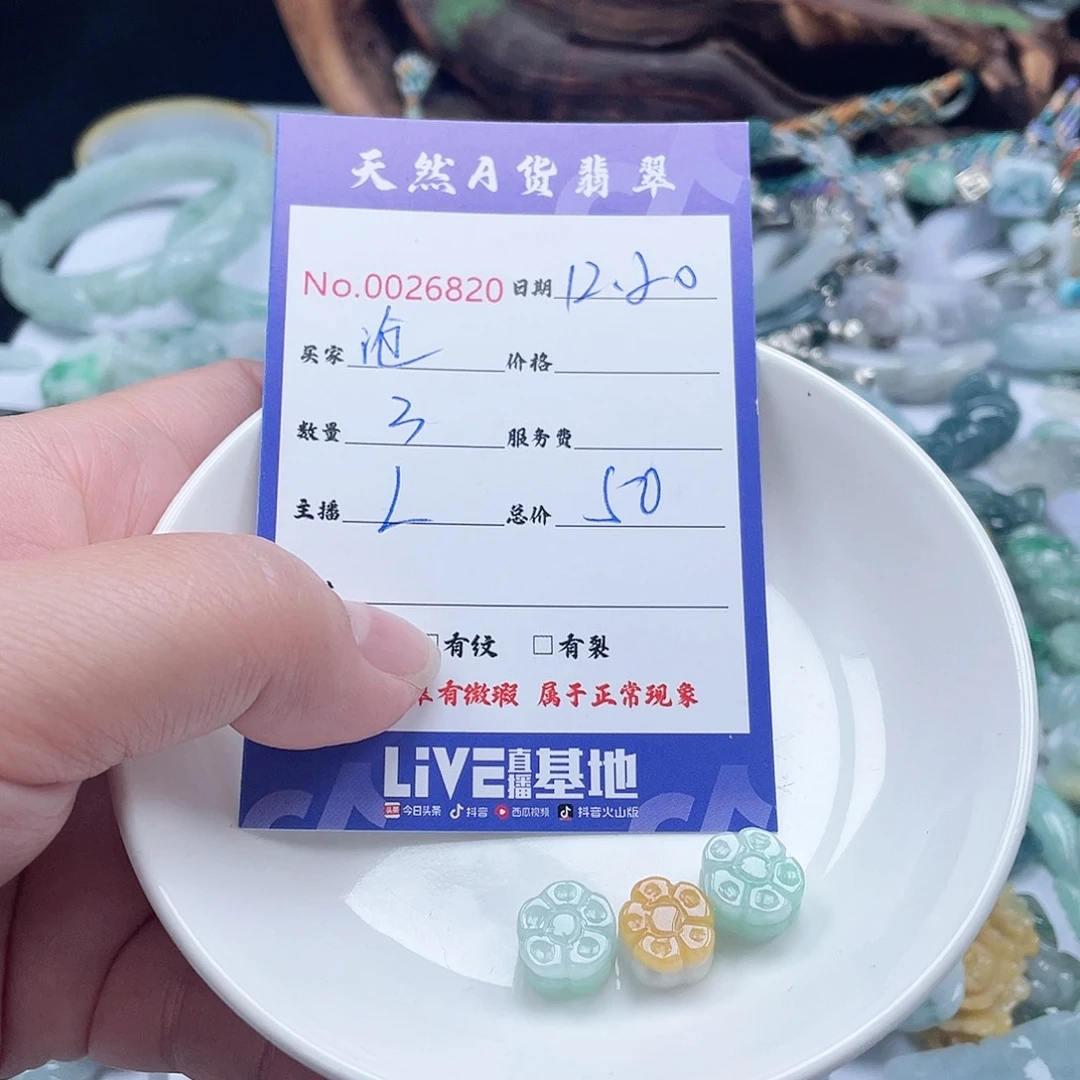 天然A货翡翠
No.0026820 日期 12.20
买家 沧 价格
数量 3 服务费
主播 L 总价 50
有纹 □有裂
有微瑕 属于正常现象
LiVE直播基地
头条 今日头条 抖音 西瓜视频 抖音火山版